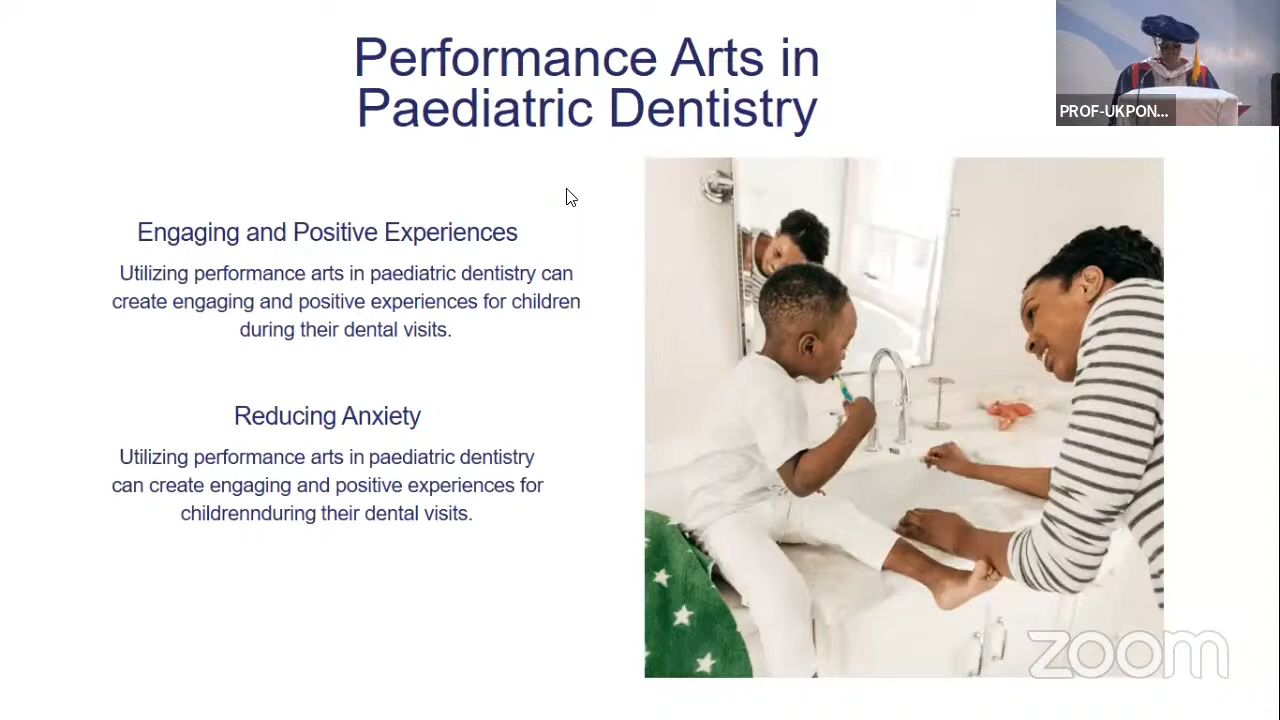 Performance Arts in
Paediatric Dentistry
PROF-UKPON...
Engaging and Positive Experiences
Utilizing performance arts in paediatric dentistry can
create engaging and positive experiences for children
during their dental visits.
Reducing Anxiety
Utilizing performance arts in paediatric dentistry
can create engaging and positive experiences for
childrennduring their dental visits.
zoom